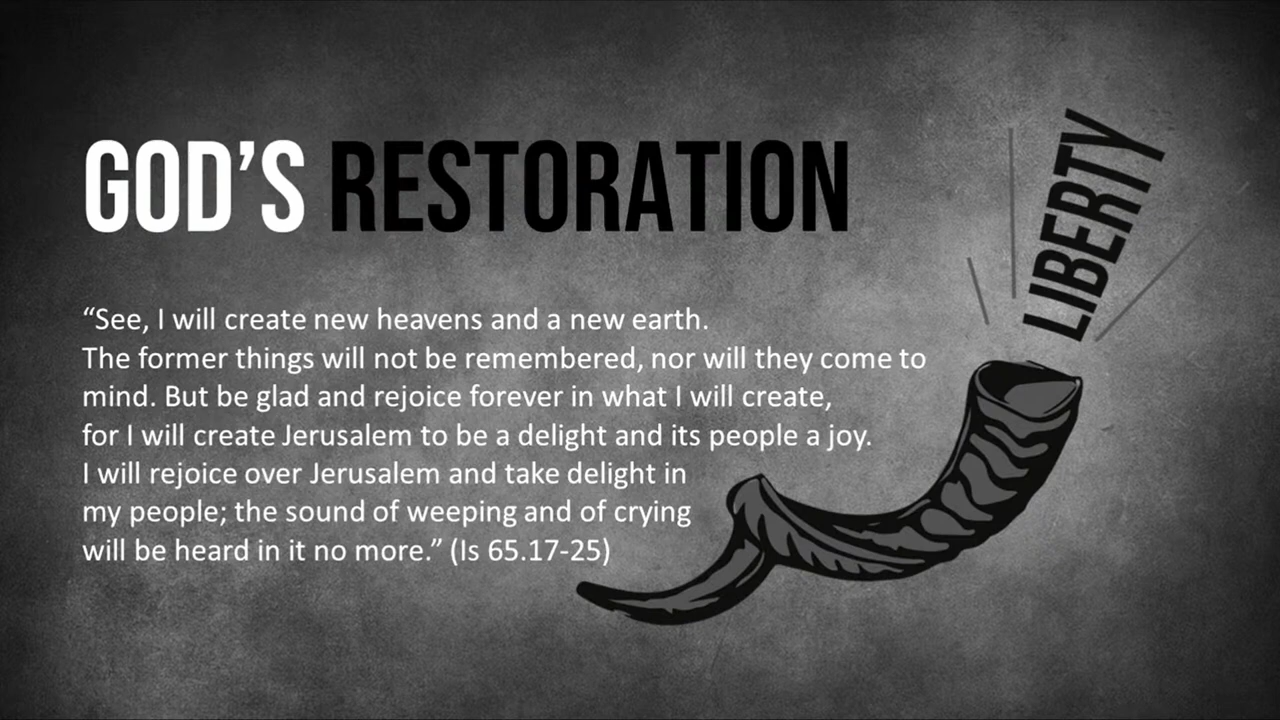 GOD’S RESTORATION
LIBERTY
“See, I will create new heavens and a new earth.
The former things will not be remembered, nor will they come to
mind. But be glad and rejoice forever in what I will create,
for I will create Jerusalem to be a delight and its people a joy.
I will rejoice over Jerusalem and take delight in
my people; the sound of weeping and of crying
will be heard in it no more.” (Is 65.17-25)